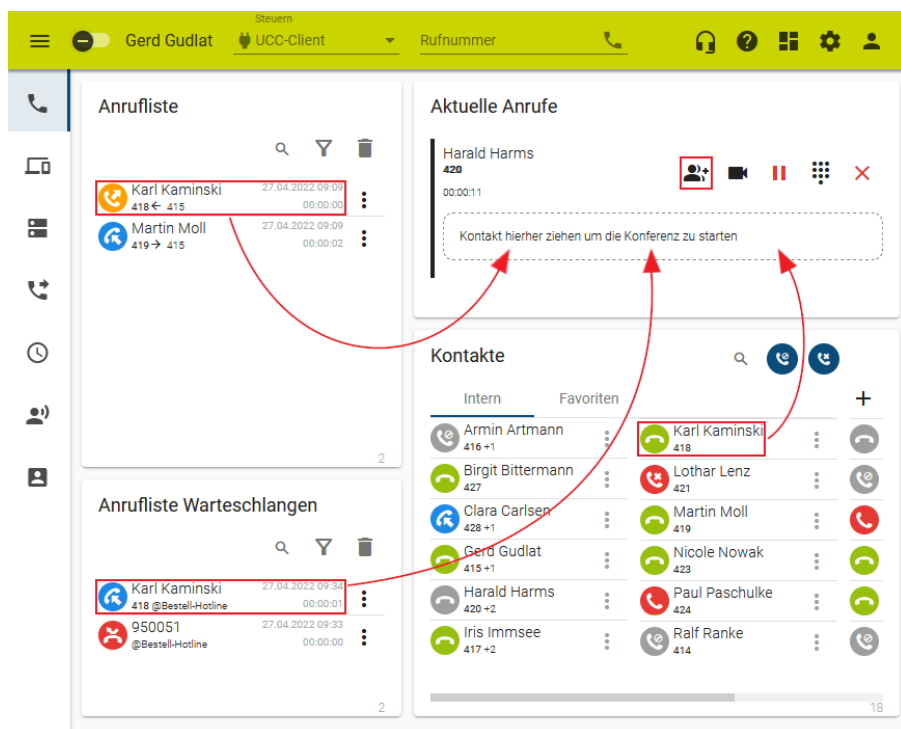 Steuern
Gerd Gudlat
UCC-Client
Rufnummer
Anrufliste
Karl Kaminski
27.04.2022 09:09
418 ← 415
00:00:00
Martin Moll
27.04.2022 09:09
419 → 415
00:00:02
2
Aktuelle Anrufe
Harald Harms
420
00:00:11
Kontakt hierher ziehen um die Konferenz zu starten
Anrufliste Warteschlangen
Karl Kaminski
27.04.2022 09:34
418 @Bestell-Hotline
00:00:01
950051
27.04.2022 09:33
@Bestell-Hotline
00:00:00
2
Kontakte
Intern
Favoriten
Armin Artmann
416 +1
Birgit Bittermann
427
Clara Carlsen
428 +1
Gerd Gudlat
415 +1
Harald Harms
420 +2
Iris Immsee
417 +2
Karl Kaminski
418
Lothar Lenz
421
Martin Moll
419
Nicole Nowak
423
Paul Paschulke
424
Ralf Ranke
414
18